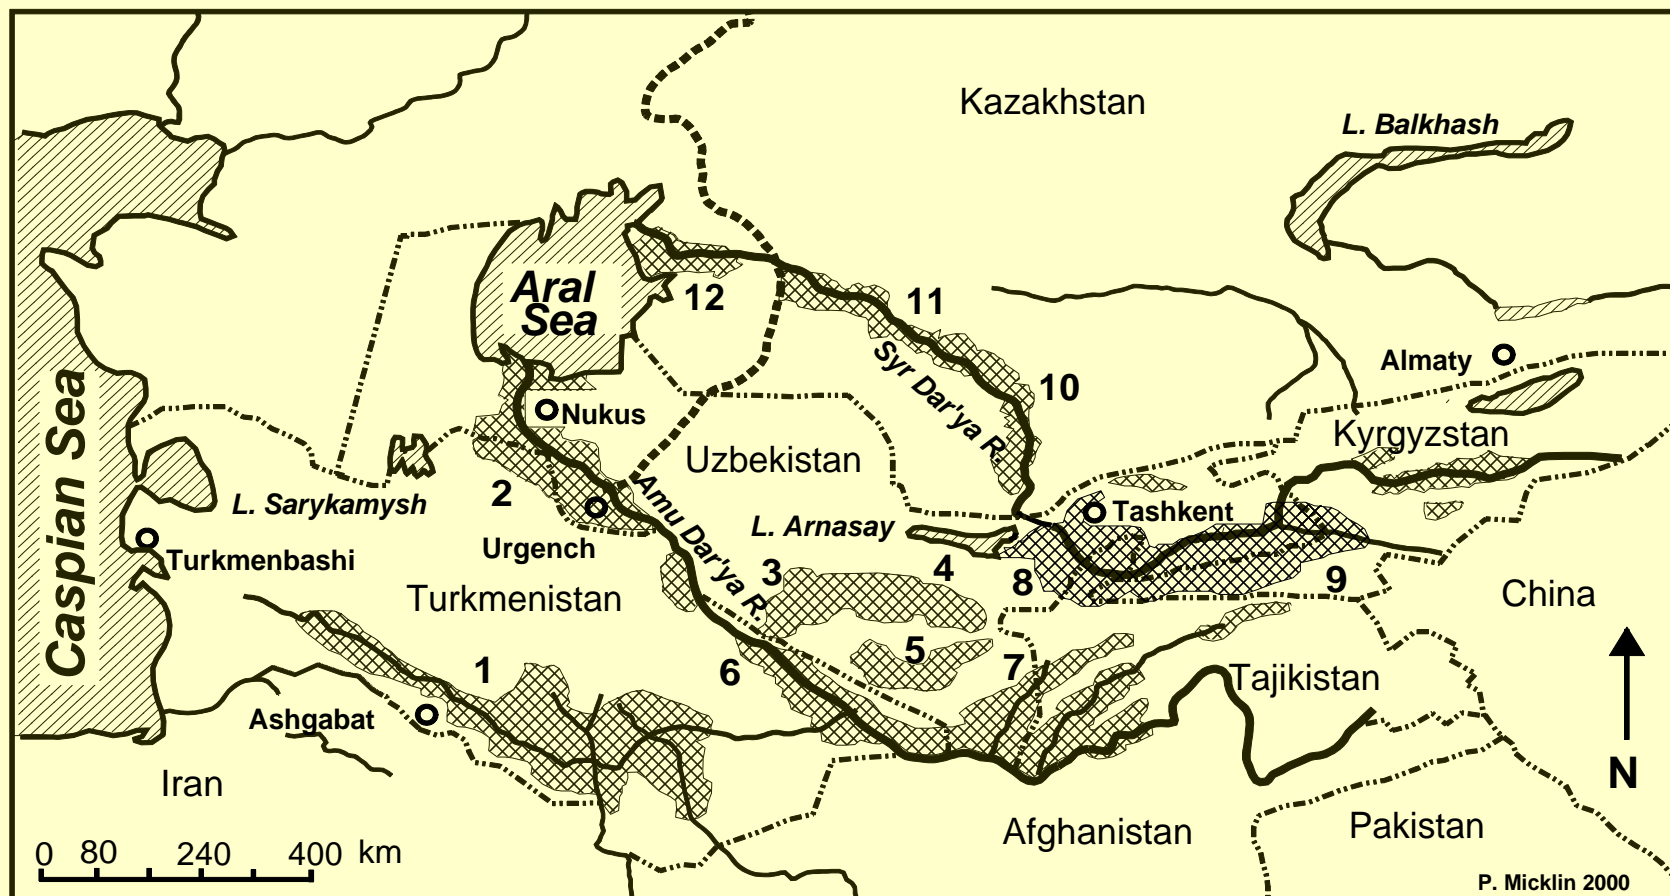 Kazakhstan
L. Balkhash
Aral
Sea
12
11
Syr Dar'ya R.
10
Almaty
Caspian Sea
Nukus
Kyrgyzstan
Uzbekistan
2
L. Sarykamysh
Amu Dar'ya R.
L. Arnasay
Tashkent
Urgench
Turkmenbashi
Turkmenistan
3
4
8
9
China
1
6
5
7
Tajikistan
Ashgabat
Iran
N
Afghanistan
Pakistan
0 80 240 400 km
P. Micklin 2000